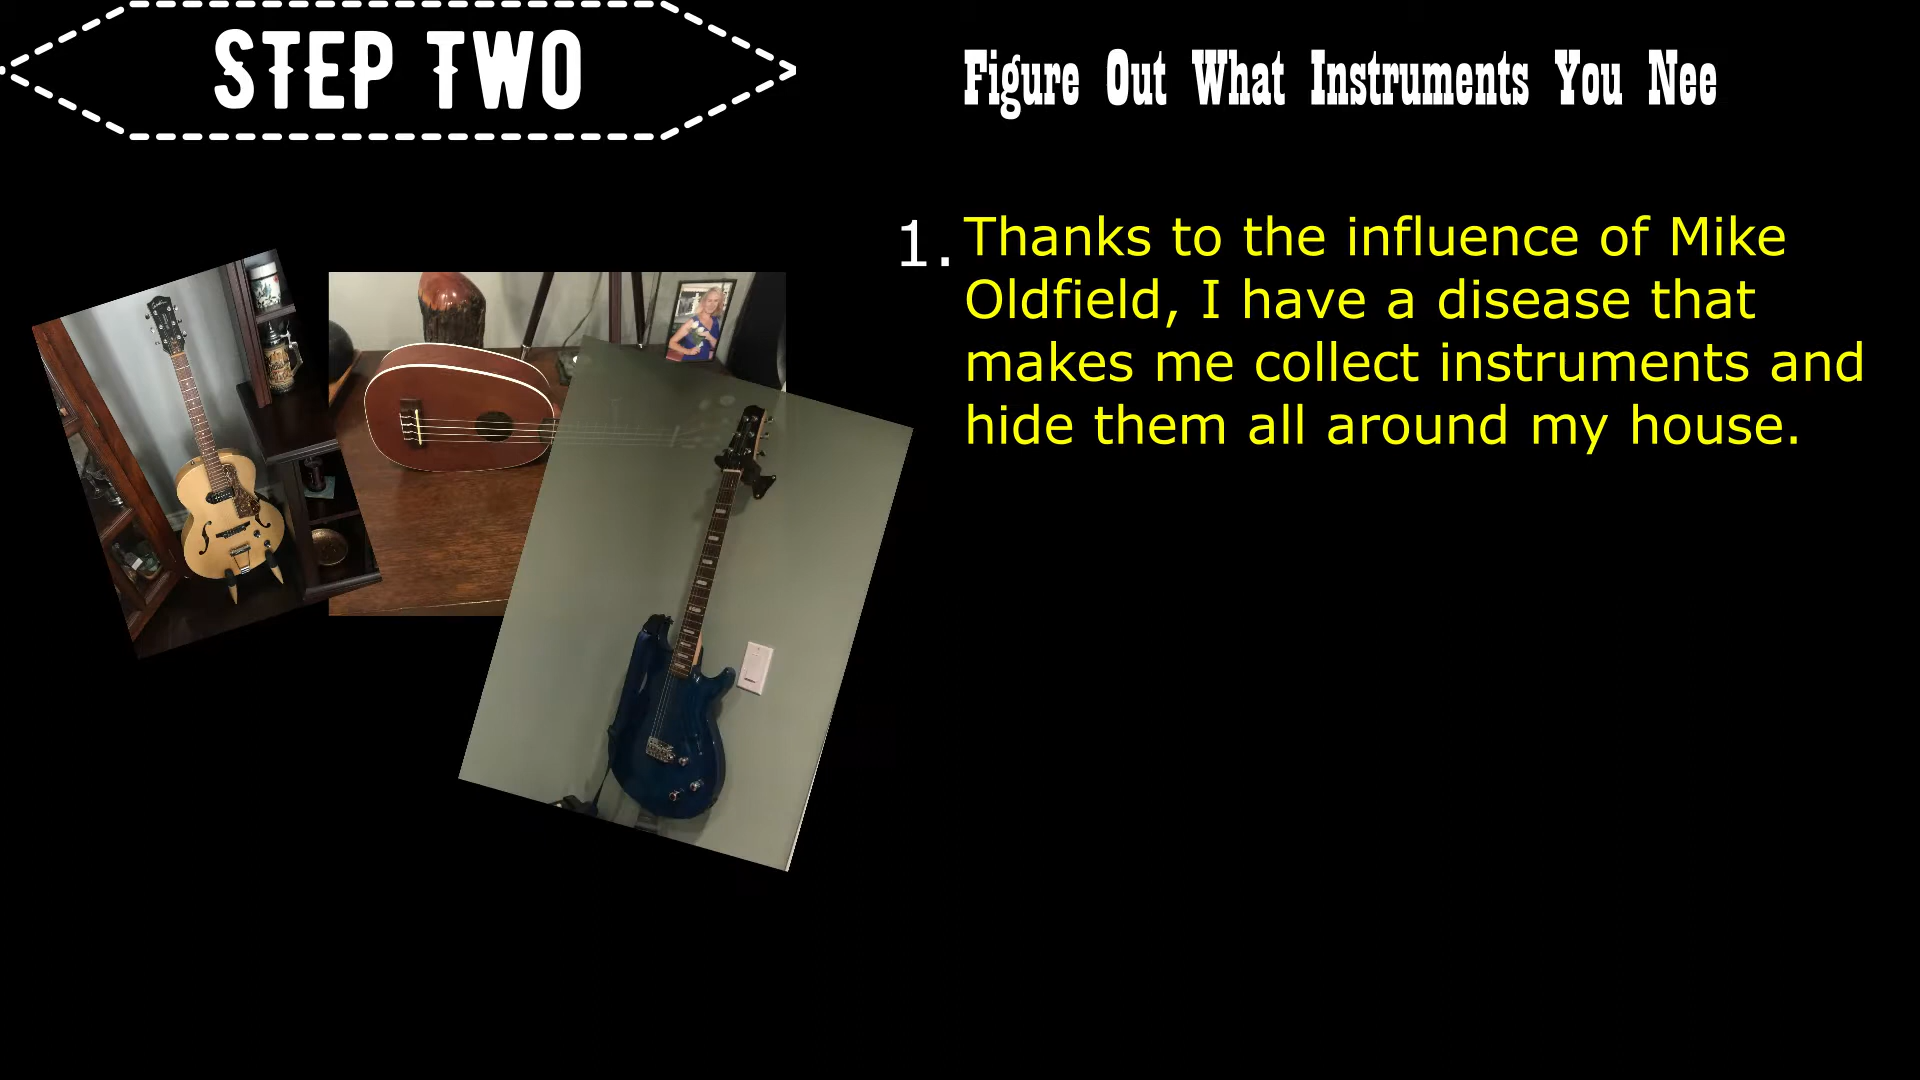 STEP TWO
Figure Out What Instruments You Nee
1. Thanks to the influence of Mike
Oldfield, I have a disease that
makes me collect instruments and
hide them all around my house.